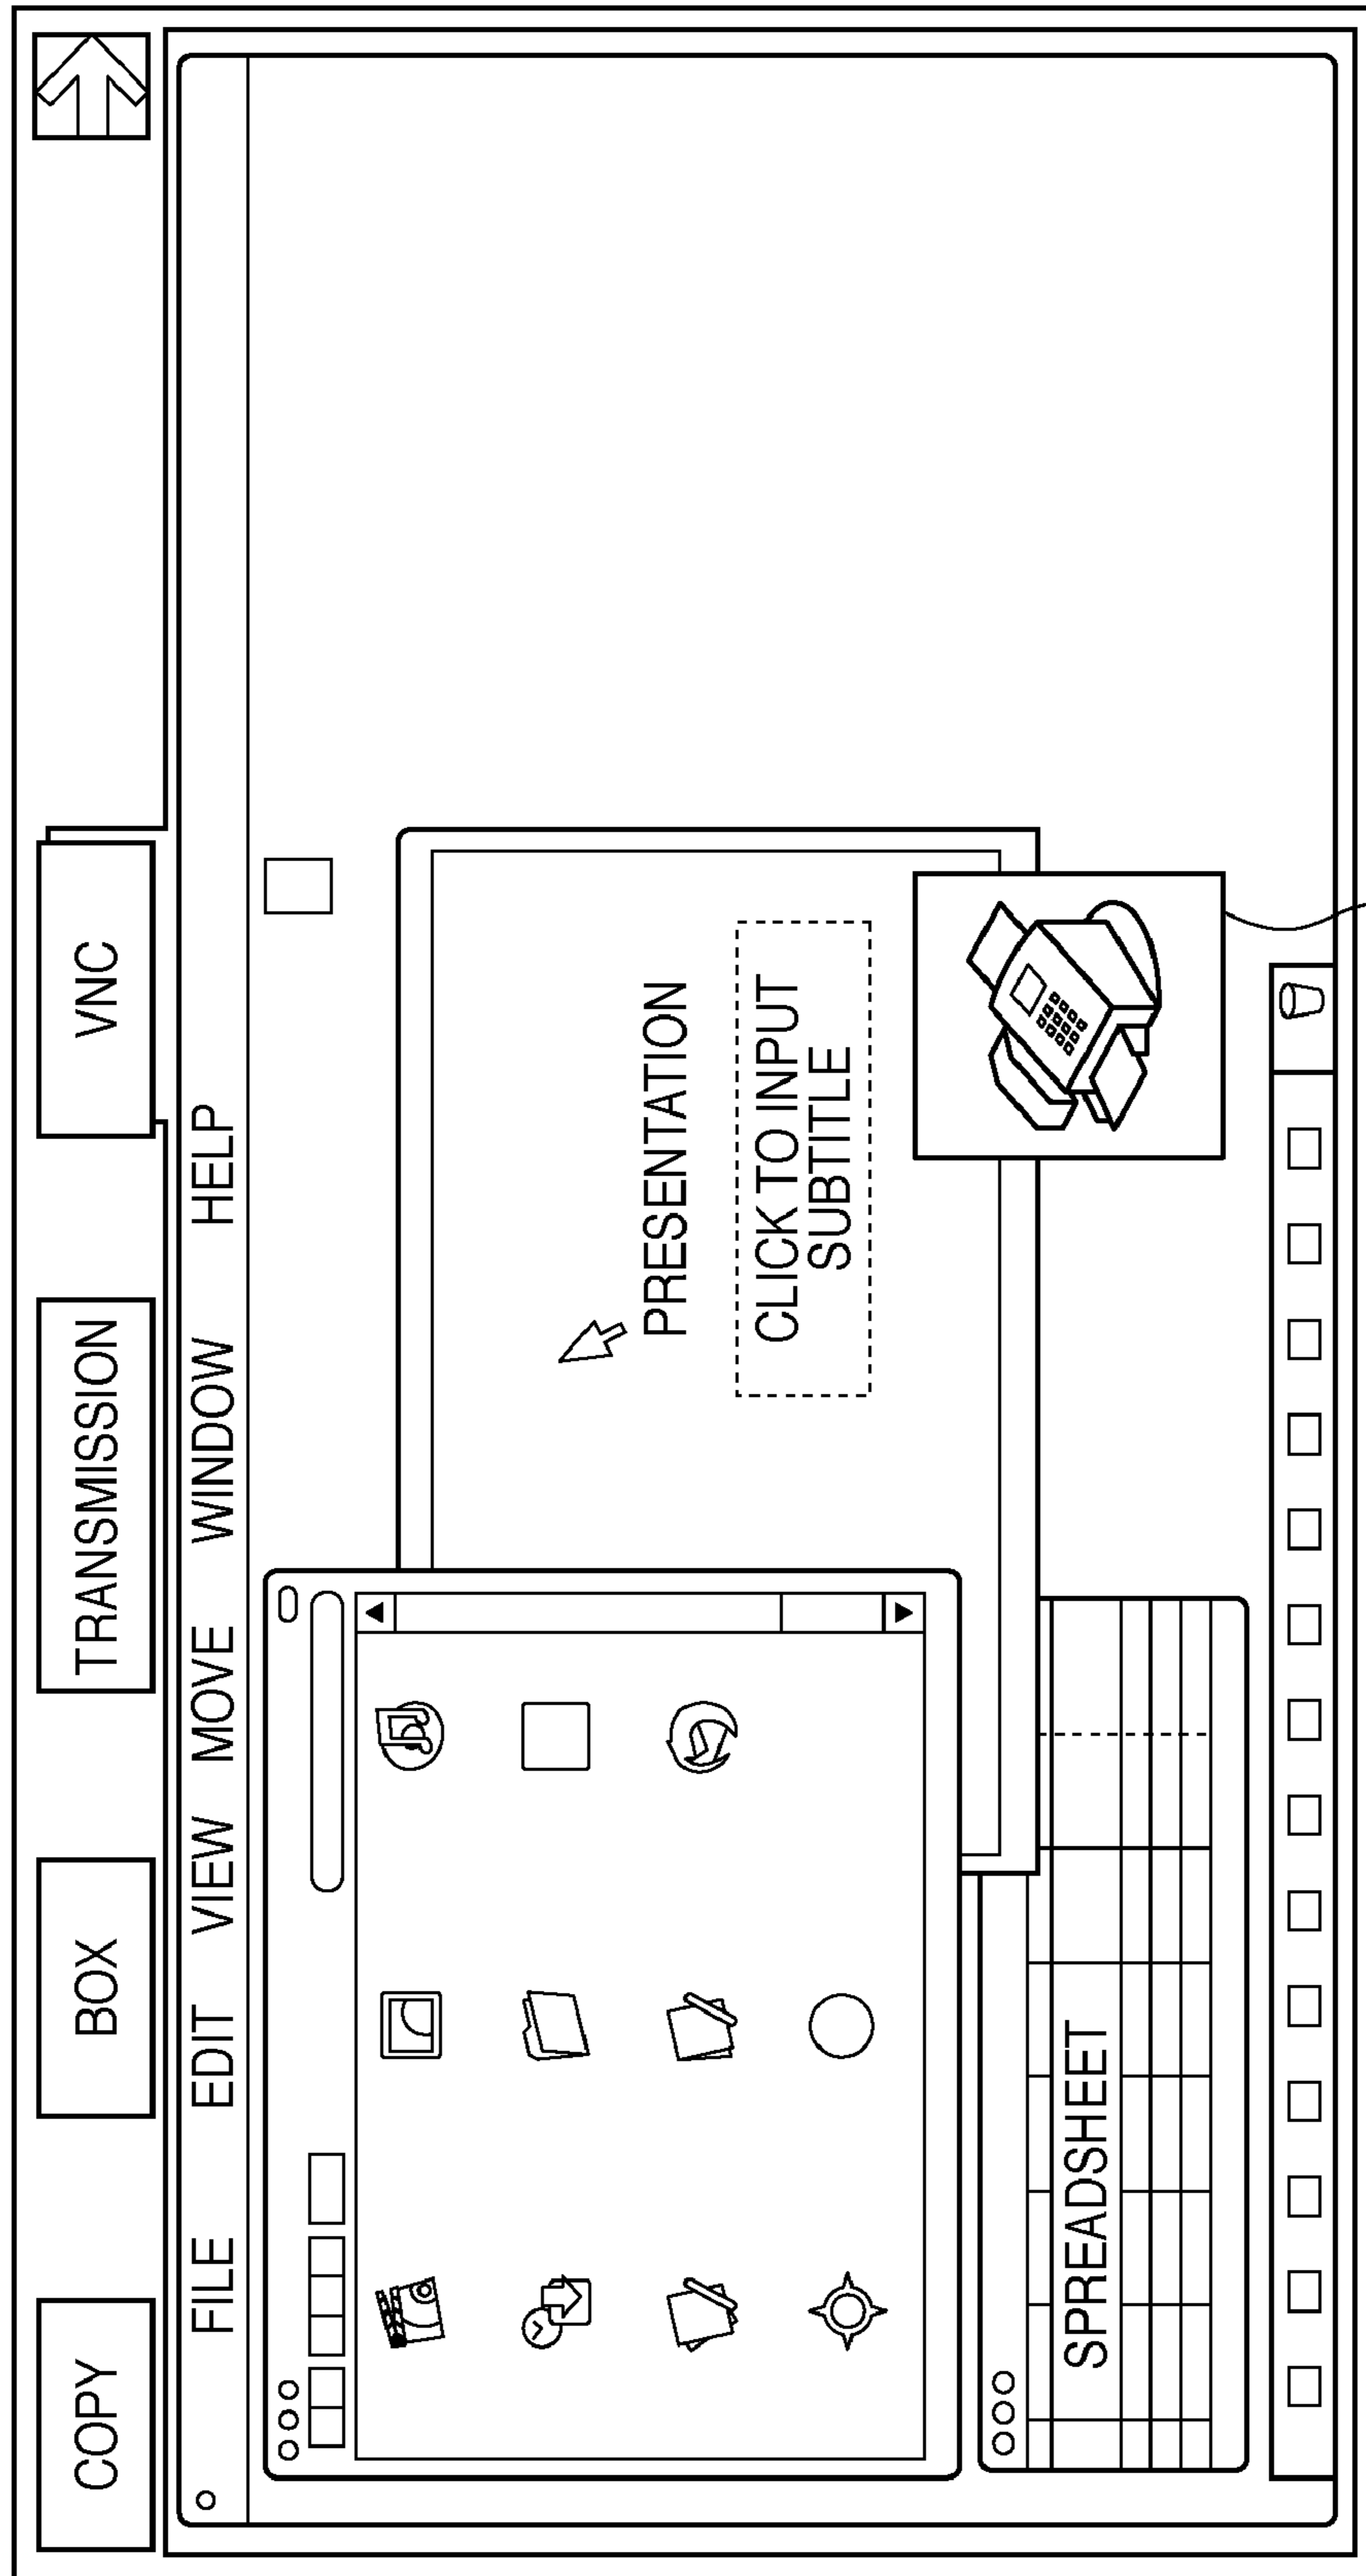 COPY
BOX
TRANSMISSION
VNC
FILE EDIT VIEW MOVE WINDOW HELP
PRESENTATION
CLICK TO INPUT
SUBTITLE
SPREADSHEET